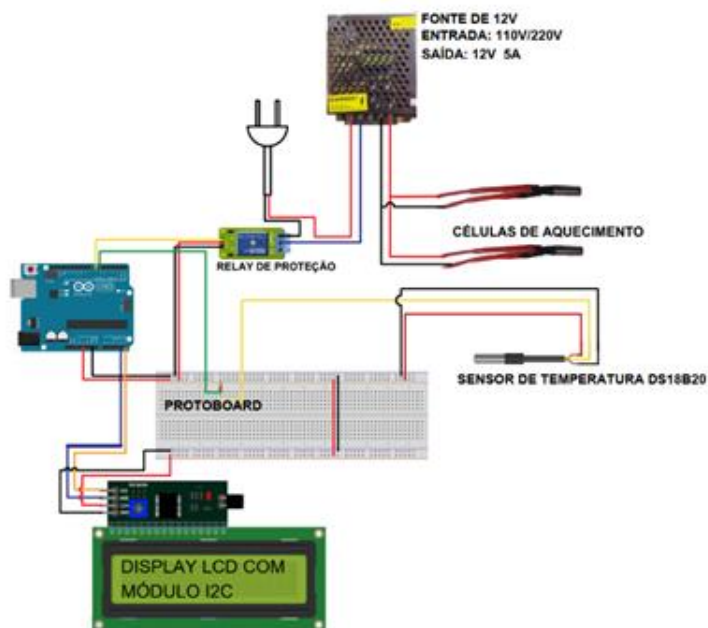 FONTE DE 12V
ENTRADA: 110V/220V
SAÍDA: 12V 5A
CÉLULAS DE AQUECIMENTO
RELAY DE PROTEÇÃO
SENSOR DE TEMPERATURA DS18B20
PROTOBOARD
DISPLAY LCD COM
MÓDULO I2C